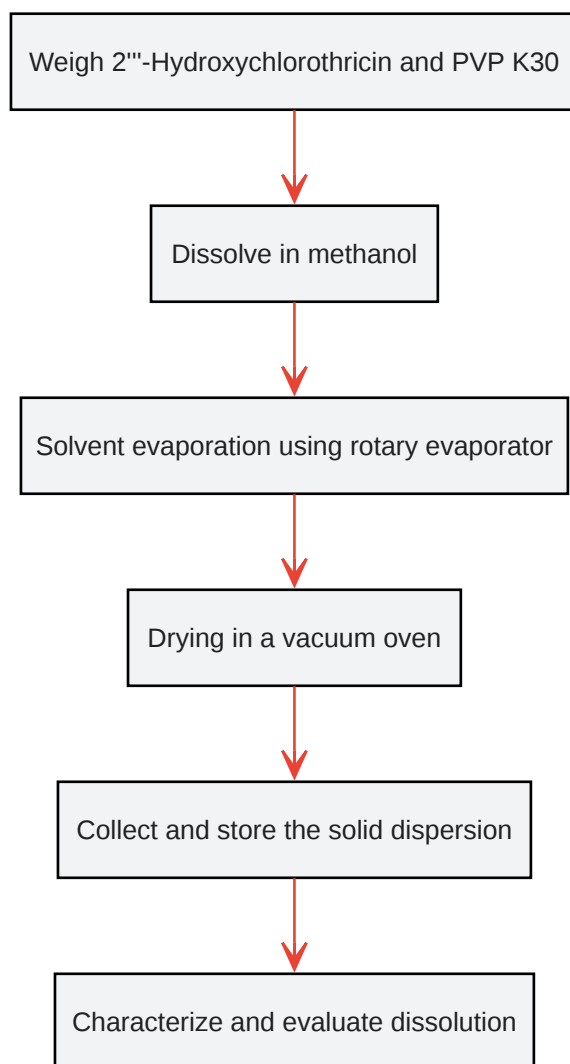 Weigh 2'''-Hydroxychlorothricin and PVP K30
Dissolve in methanol
Solvent evaporation using rotary evaporator
Drying in a vacuum oven
Collect and store the solid dispersion
Characterize and evaluate dissolution